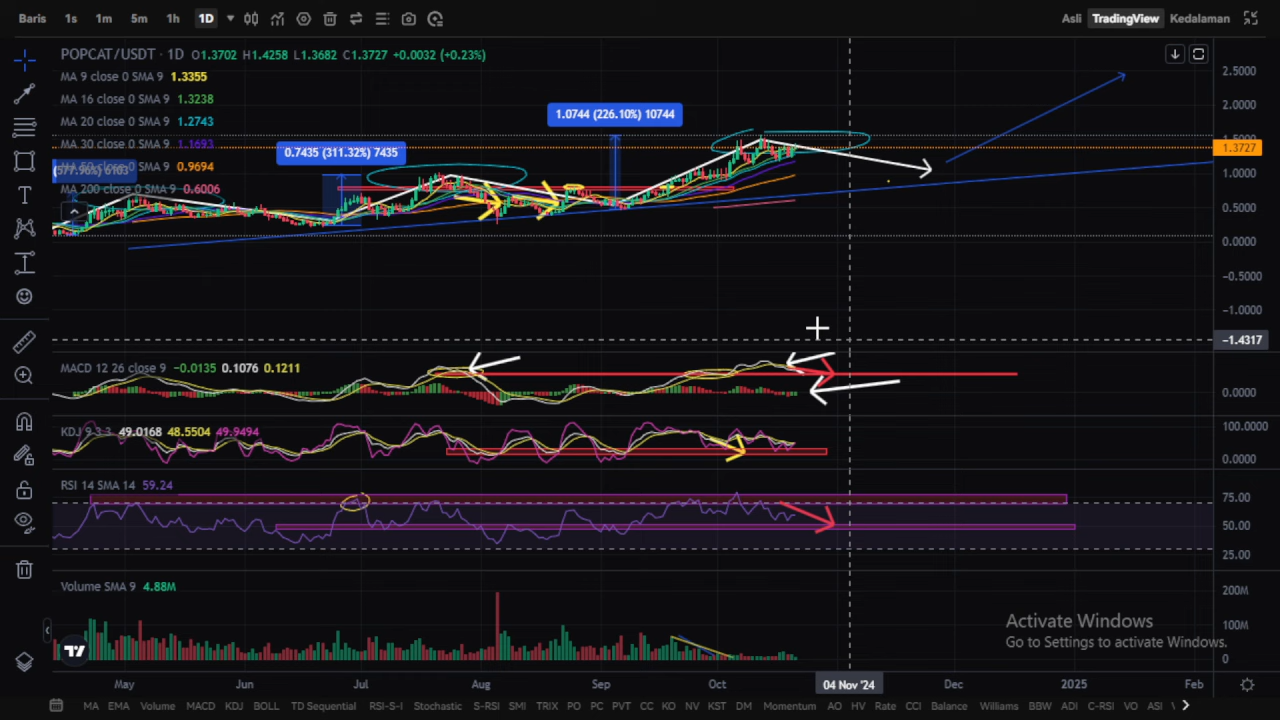 Baris 1s 1m 5m 1h 1D Asli TradingView Kedalaman
POPCAT/USDT · 1D O1.3702 H1.4258 L1.3682 C1.3727 +0.0032 (+0.23%)
MA 9 close 0 SMA 9 1.3355
MA 16 close 0 SMA 9 1.3238
MA 20 close 0 SMA 9 1.2743
MA 30 close 0 SMA 9 1.1693
MA 50 close 0 SMA 9 0.9694
MA 200 close 0 SMA 9 0.6006
0.7435 (311.32%) 7435
1.0744 (226.10%) 10744
2.5000
2.0000
1.3727
1.0000
0.5000
0.0000
−0.5000
−1.0000
−1.4317
MACD 12 26 close 9 −0.0135 0.1076 0.1211
0.0000
KDJ 9 3 3 49.0168 48.5504 49.9494
100.0000
0.0000
RSI 14 SMA 14 59.24
75.00
50.00
25.00
Volume SMA 9 4.88M
200M
100M
0
Activate Windows
Go to Settings to activate Windows.
May Jun Jul Aug Sep Oct 04 Nov '24 Dec 2025 Feb
MA EMA Volume MACD KDJ BOLL TD Sequential RSI-S-I Stochastic S-RSI SMI TRIX PO PC PVT CC KO NV KST DM Momentum AO HV Rate CCI Balance Williams BBW ADI C-RSI VO ASI